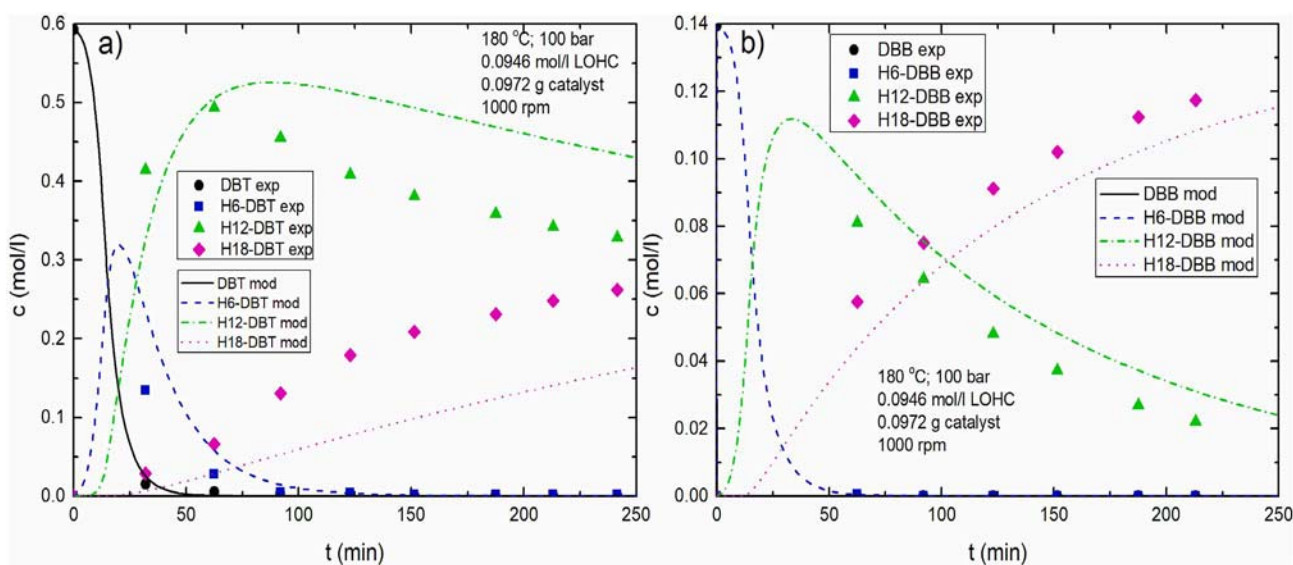 a)
180 °C; 100 bar
0.0946 mol/l LOHC
0.0972 g catalyst
1000 rpm
DBT exp
H6-DBT exp
H12-DBT exp
H18-DBT exp
DBT mod
H6-DBT mod
H12-DBT mod
H18-DBT mod
0.6
0.5
0.4
0.3
0.2
0.1
0.0
c (mol/l)
0 50 100 150 200 250
t (min)
b)
DBB exp
H6-DBB exp
H12-DBB exp
H18-DBB exp
DBB mod
H6-DBB mod
H12-DBB mod
H18-DBB mod
180 °C; 100 bar
0.0946 mol/l LOHC
0.0972 g catalyst
1000 rpm
0.14
0.12
0.10
0.08
0.06
0.04
0.02
0.00
c (mol/l)
0 50 100 150 200 250
t (min)